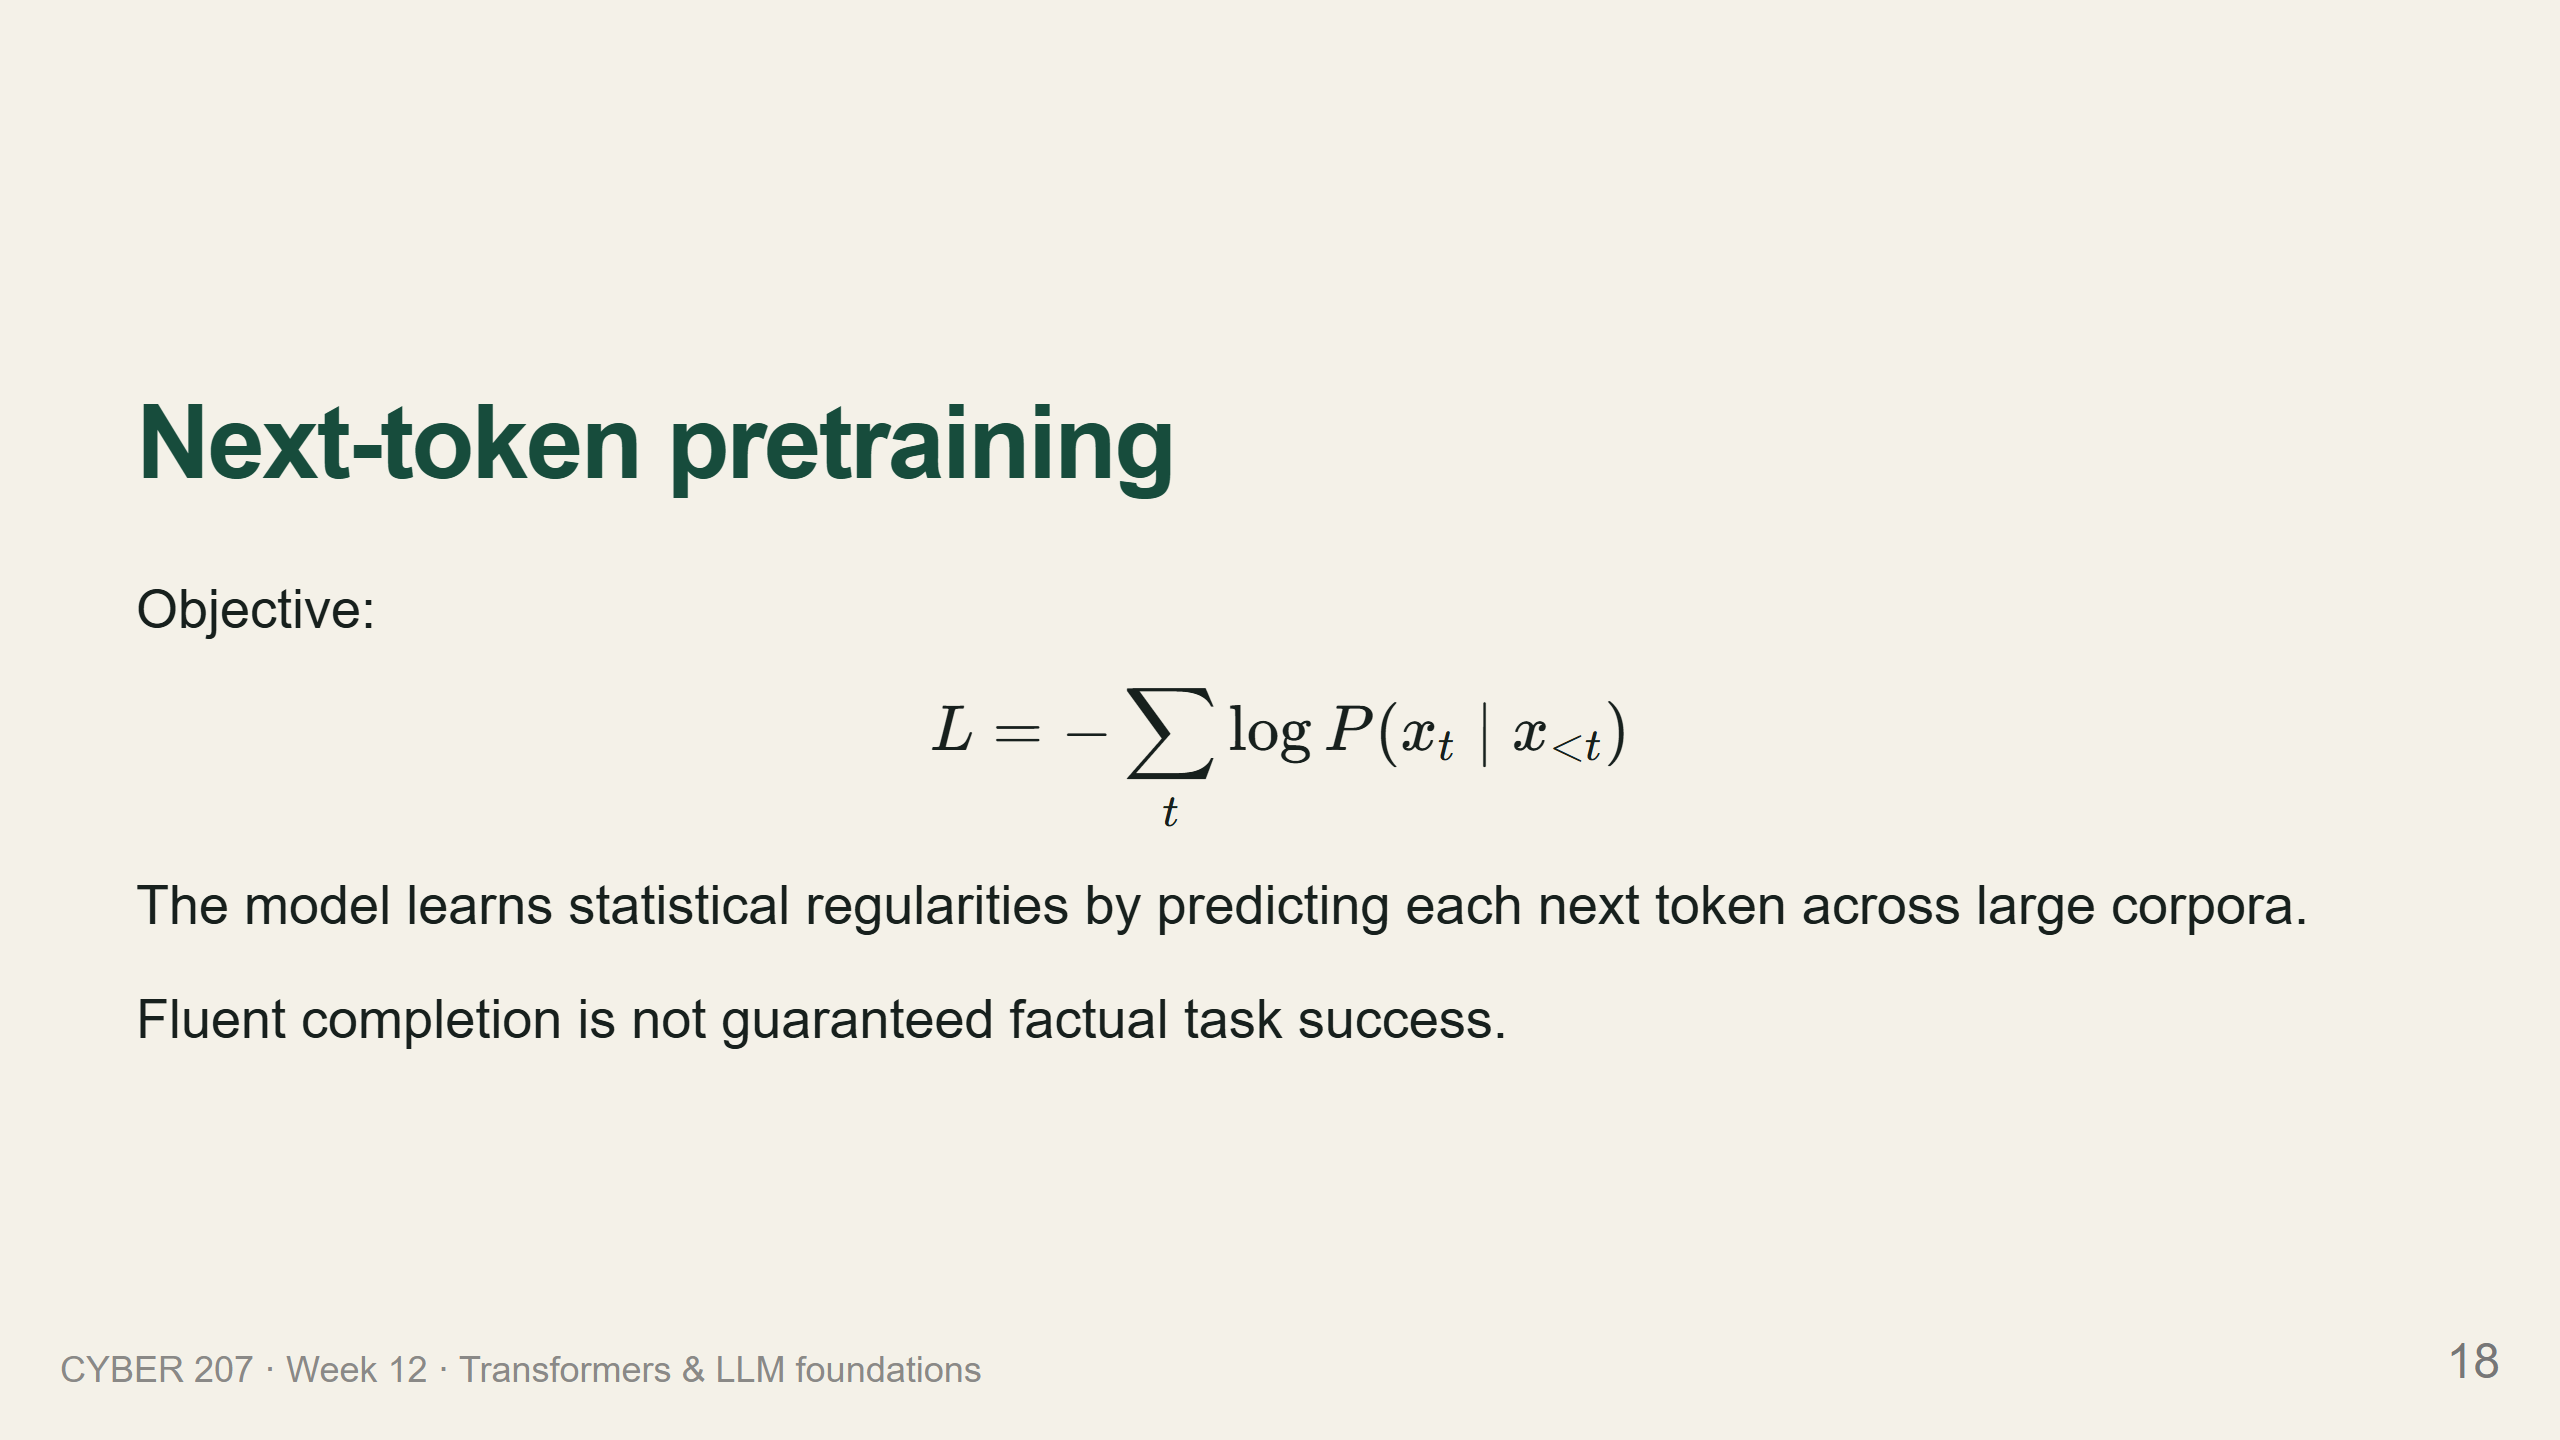 Next-token pretraining
Objective:
L = − ∑_t log P(x_t | x_{<t})
The model learns statistical regularities by predicting each next token across large corpora.
Fluent completion is not guaranteed factual task success.
CYBER 207 · Week 12 · Transformers & LLM foundations
18